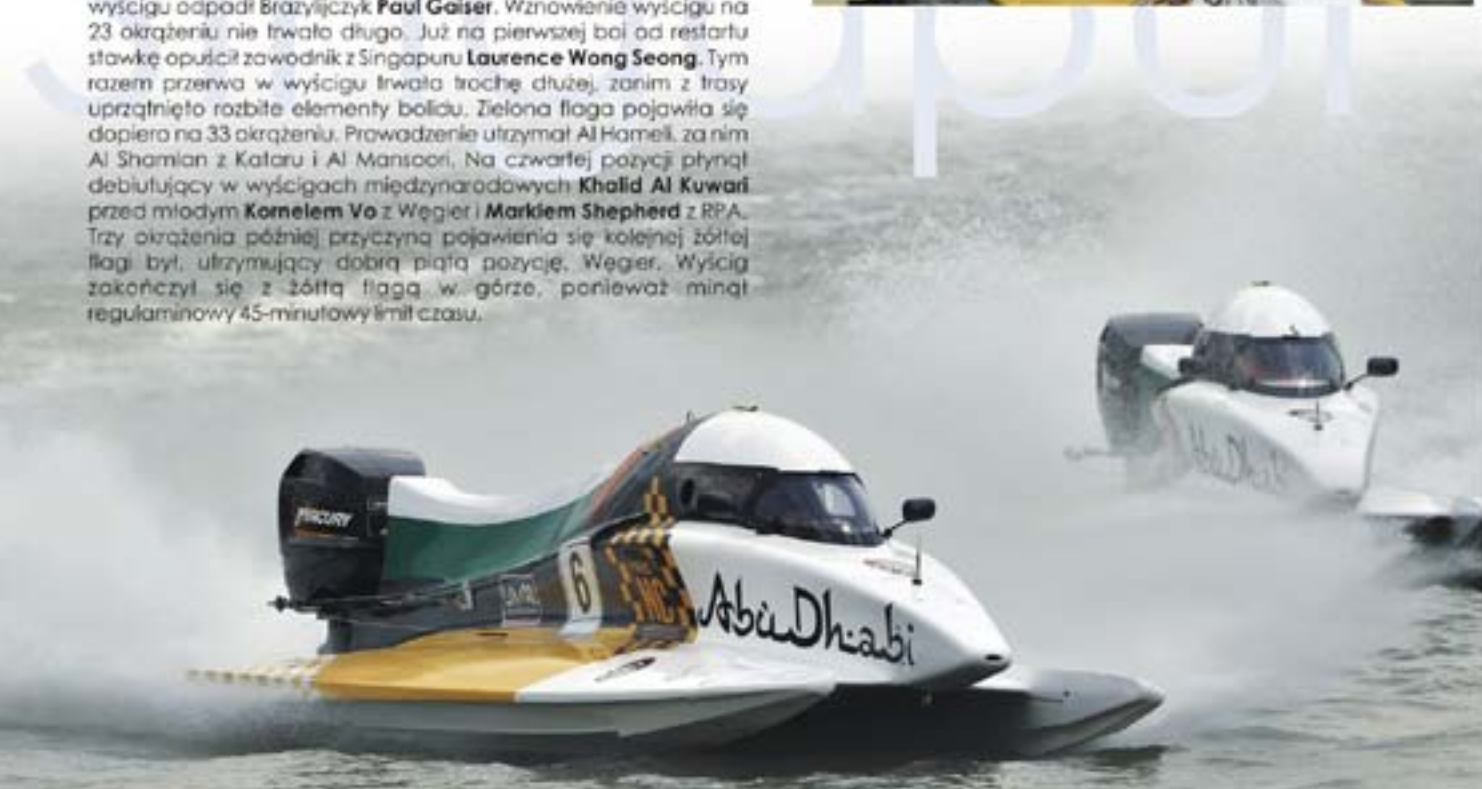 wyścigu odpadł Brazylijczyk Paul Gaiser. Wznowienie wyścigu na
23 okrążeniu nie trwało długo. Już na pierwszej boi od restartu
stawkę opuścił zawodnik z Singapuru Laurence Wong Seong. Tym
razem przerwa w wyścigu trwała trochę dłużej, zanim z trasy
uprzątnięto rozbite elementy bolidu. Zielona flaga pojawiła się
dopiero na 33 okrążeniu. Prowadzenie utrzymał Al Hameli, za nim
Al Shamlan z Kataru i Al Mansoori. Na czwartej pozycji płynął
debiutujący w wyścigach międzynarodowych Khalid Al Kuwari
przed młodym Kornelem Vo z Węgier i Markiem Shepherd z RPA.
Trzy okrążenia później przyczyną pojawienia się kolejnej żółtej
flagi był, utrzymujący dobrą piątą pozycję, Węgier. Wyścig
zakończył się z żółtą flagą w górze, ponieważ minął
regulaminowy 45-minutowy limit czasu.
Abu Dhabi
MERCURY
6
Abu Dhabi